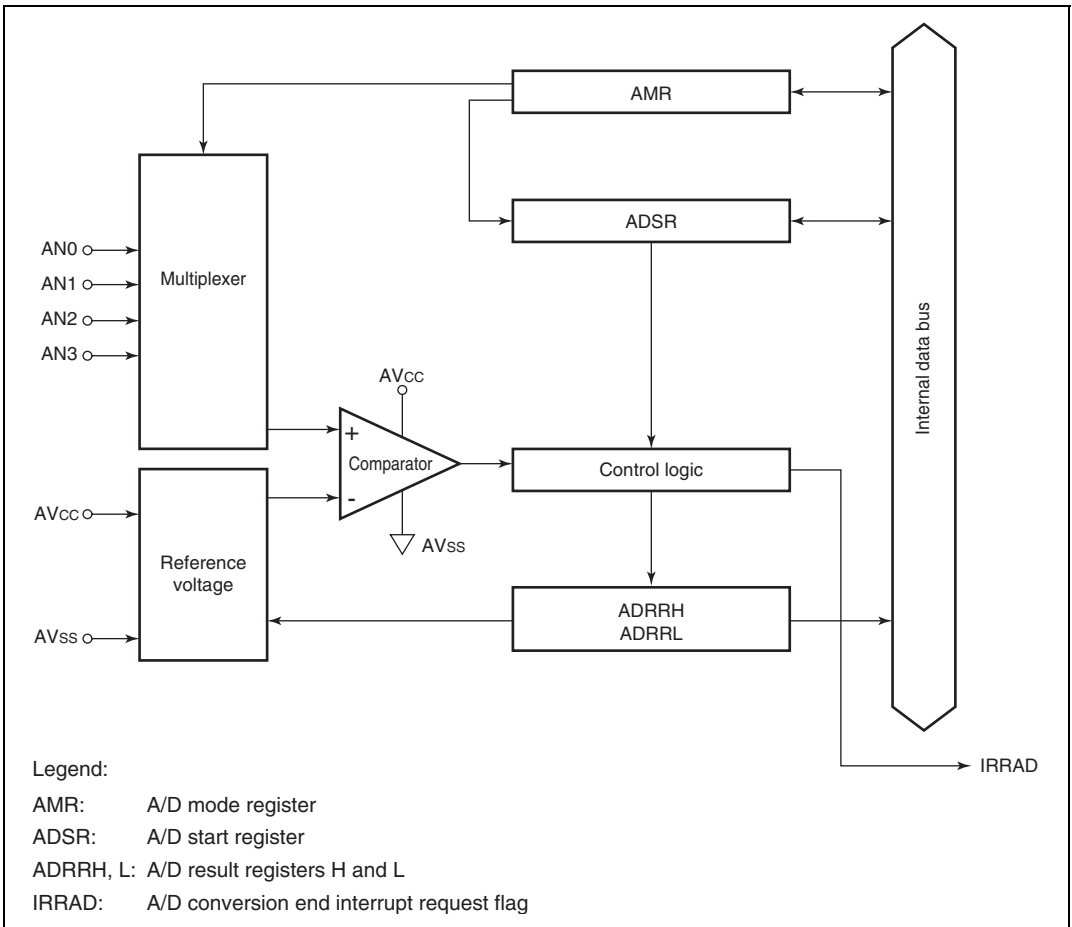 AMR
ADSR
AN0
AN1
AN2
AN3
Multiplexer
Internal data bus
AVCC
+
Comparator
-
Control logic
AVCC
AVSS
Reference
voltage
ADRRH
ADRRL
AVSS
IRRAD
Legend:
AMR: A/D mode register
ADSR: A/D start register
ADRRH, L: A/D result registers H and L
IRRAD: A/D conversion end interrupt request flag